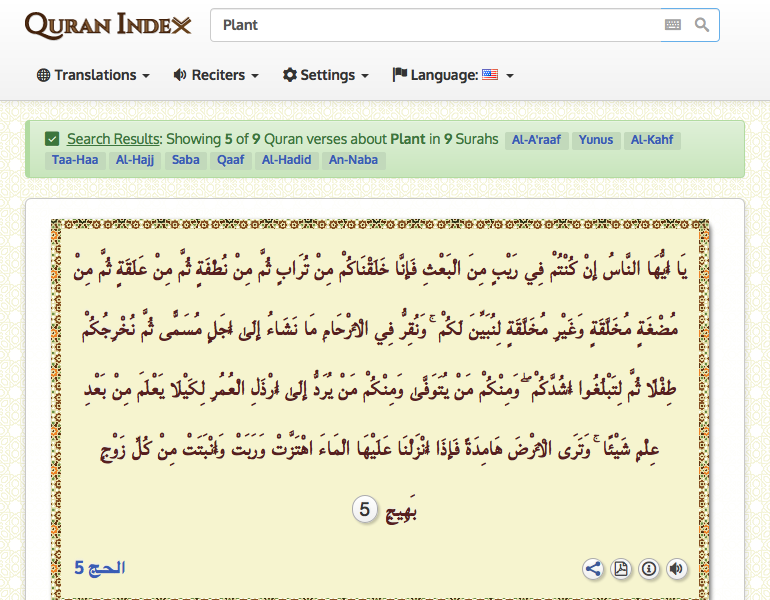 QURAN INDEX
Plant
Translations Reciters Settings Language:
Search Results: Showing 5 of 9 Quran verses about Plant in 9 Surahs Al-A'raaf Yunus Al-Kahf
Taa-Haa Al-Hajj Saba Qaaf Al-Hadid An-Naba
يَا أَيُّهَا النَّاسُ إِنْ كُنْتُمْ فِي رَيْبٍ مِنَ الْبَعْثِ فَإِنَّا خَلَقْنَاكُمْ مِنْ تُرَابٍ ثُمَّ مِنْ نُطْفَةٍ ثُمَّ مِنْ عَلَقَةٍ ثُمَّ مِنْ
مُضْغَةٍ مُخَلَّقَةٍ وَغَيْرِ مُخَلَّقَةٍ لِنُبَيِّنَ لَكُمْ ۚ وَنُقِرُّ فِي الْأَرْحَامِ مَا نَشَاءُ إِلَىٰ أَجَلٍ مُسَمًّى ثُمَّ نُخْرِجُكُمْ
طِفْلًا ثُمَّ لِتَبْلُغُوا أَشُدَّكُمْ ۖ وَمِنْكُمْ مَنْ يُتَوَفَّىٰ وَمِنْكُمْ مَنْ يُرَدُّ إِلَىٰ أَرْذَلِ الْعُمُرِ لِكَيْلَا يَعْلَمَ مِنْ بَعْدِ
عِلْمٍ شَيْئًا ۚ وَتَرَى الْأَرْضَ هَامِدَةً فَإِذَا أَنْزَلْنَا عَلَيْهَا الْمَاءَ اهْتَزَّتْ وَرَبَتْ وَأَنْبَتَتْ مِنْ كُلِّ زَوْجٍ
بَهِيجٍ 5
الحج 5